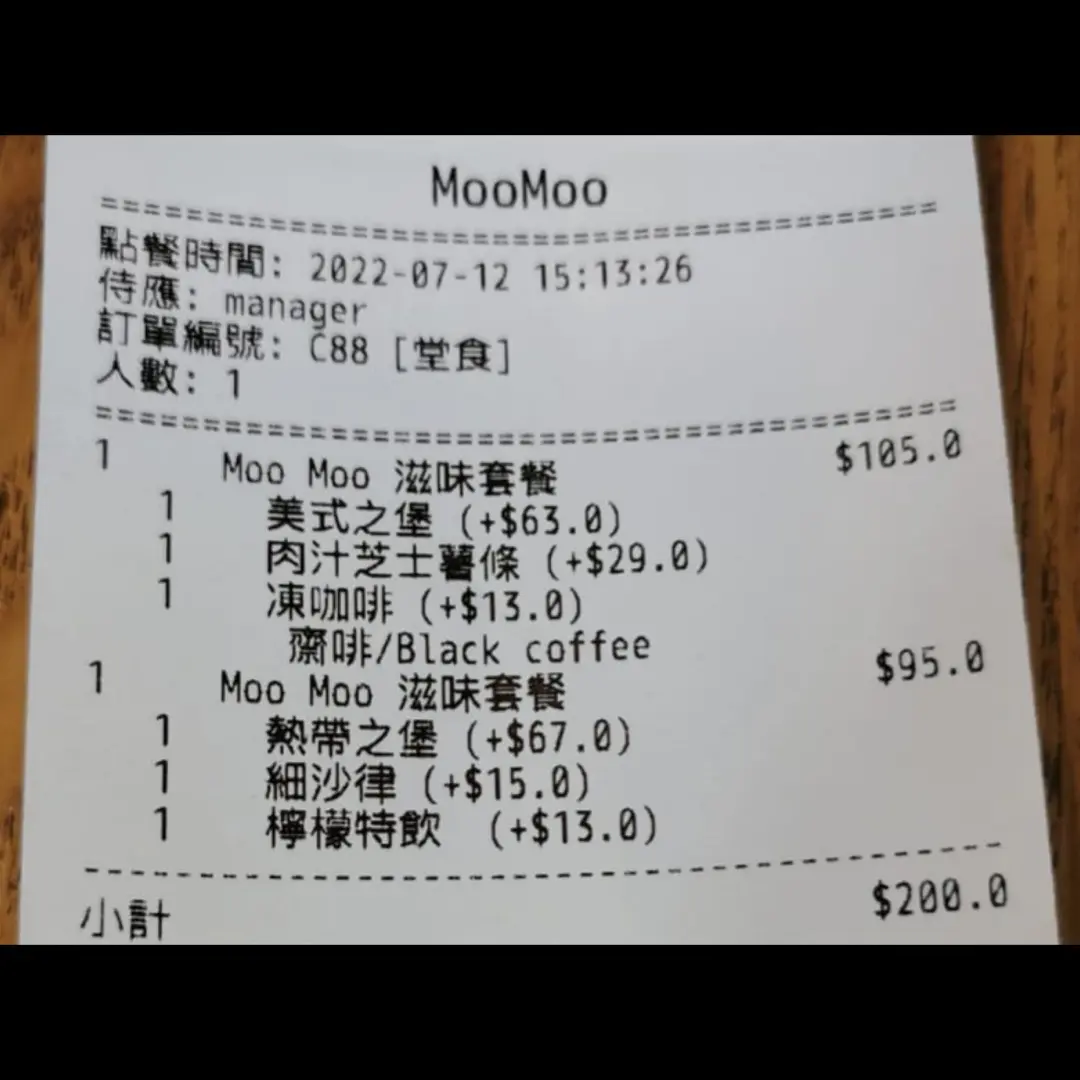 MooMoo
================================================
點餐時間: 2022-07-12 15:13:26
侍應: manager
訂單編號: C88 [堂食]
人數: 1
================================================
1 Moo Moo 滋味套餐 $105.0
1 美式之堡 (+$63.0)
1 肉汁芝士薯條 (+$29.0)
1 凍咖啡 (+$13.0)
齋啡/Black coffee
1 Moo Moo 滋味套餐 $95.0
1 熱帶之堡 (+$67.0)
1 細沙律 (+$15.0)
1 檸檬特飲 (+$13.0)
------------------------------------------------
小計 $200.0